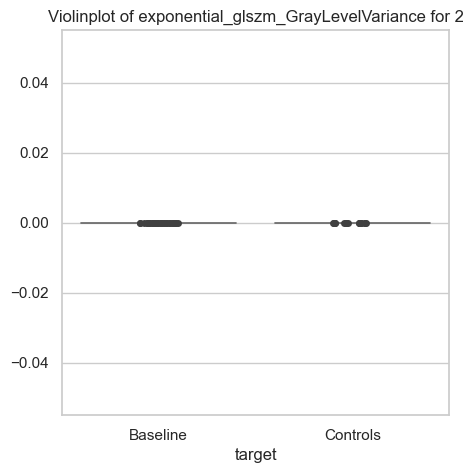 Violinplot of exponential_glszm_GrayLevelVariance for 2
0.04
0.02
0.00
−0.02
−0.04
Baseline Controls
target